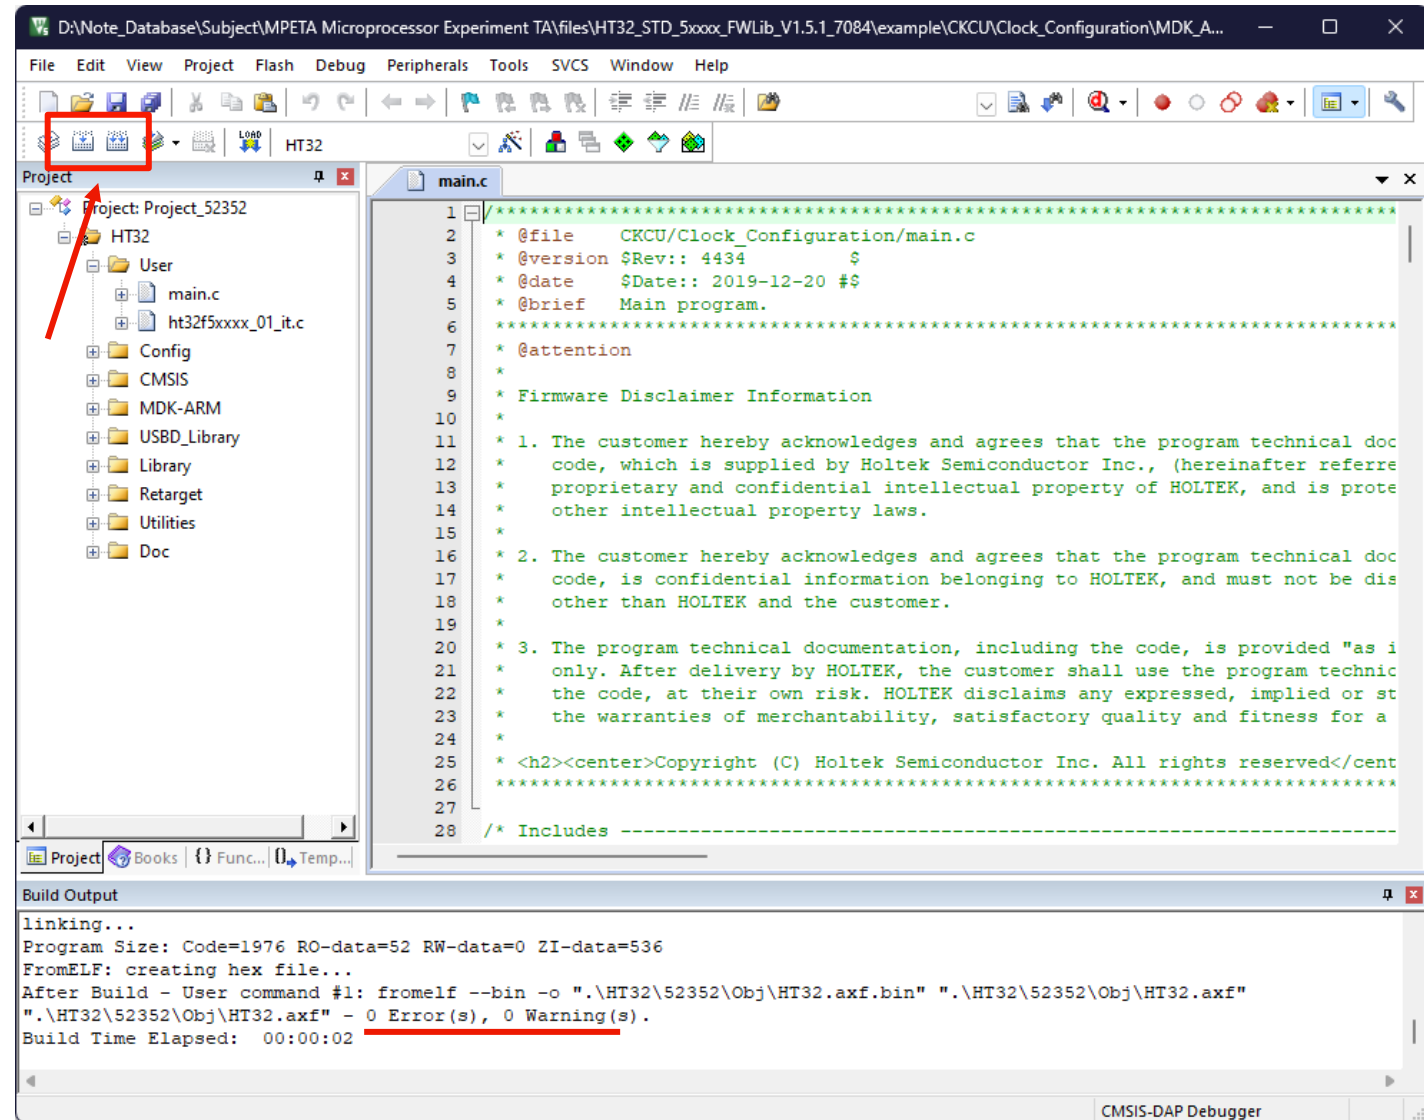 D:\Note_Database\Subject\MPETA Microprocessor Experiment TA\files\HT32_STD_5xxxx_FWLib_V1.5.1_7084\example\CKCU\Clock_Configuration\MDK_A...
File Edit View Project Flash Debug Peripherals Tools SVCS Window Help
LOAD
HT32
Project
Project: Project_52352
HT32
User
main.c
ht32f5xxxx_01_it.c
Config
CMSIS
MDK-ARM
USBD_Library
Library
Retarget
Utilities
Doc
Project Books {} Func... Temp...
main.c
1 /********************************************************************************
2 * @file CKCU/Clock_Configuration/main.c
3 * @version $Rev:: 4434 $
4 * @date $Date:: 2019-12-20 #$
5 * @brief Main program.
6 ********************************************************************************
7 * @attention
8 *
9 * Firmware Disclaimer Information
10 *
11 * 1. The customer hereby acknowledges and agrees that the program technical doc
12 * code, which is supplied by Holtek Semiconductor Inc., (hereinafter referre
13 * proprietary and confidential intellectual property of HOLTEK, and is prote
14 * other intellectual property laws.
15 *
16 * 2. The customer hereby acknowledges and agrees that the program technical doc
17 * code, is confidential information belonging to HOLTEK, and must not be dis
18 * other than HOLTEK and the customer.
19 *
20 * 3. The program technical documentation, including the code, is provided "as i
21 * only. After delivery by HOLTEK, the customer shall use the program technic
22 * the code, at their own risk. HOLTEK disclaims any expressed, implied or st
23 * the warranties of merchantability, satisfactory quality and fitness for a
24 *
25 * <h2><center>Copyright (C) Holtek Semiconductor Inc. All rights reserved</cent
26 ********************************************************************************
27
28 /* Includes --------------------------------------------------------------------
Build Output
linking...
Program Size: Code=1976 RO-data=52 RW-data=0 ZI-data=536
FromELF: creating hex file...
After Build - User command #1: fromelf --bin -o ".\HT32\52352\Obj\HT32.axf.bin" ".\HT32\52352\Obj\HT32.axf"
".\HT32\52352\Obj\HT32.axf" - 0 Error(s), 0 Warning(s).
Build Time Elapsed: 00:00:02
CMSIS-DAP Debugger